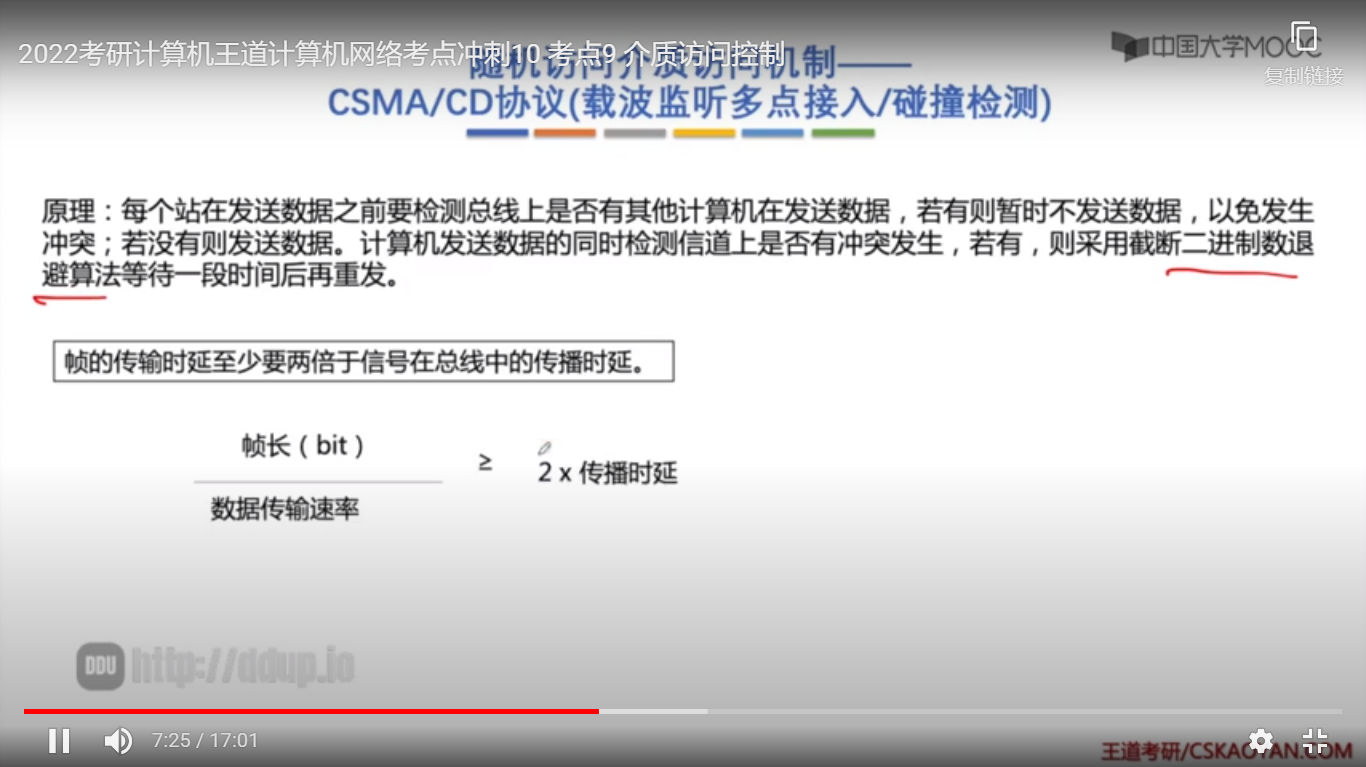 2022考研计算机王道计算机网络考点冲刺10 考点9 介质访问控制
中国大学MOOC
复制链接
随机访问介质访问机制——
CSMA/CD协议(载波监听多点接入/碰撞检测)
原理：每个站在发送数据之前要检测总线上是否有其他计算机在发送数据，若有则暂时不发送数据，以免发生
冲突；若没有则发送数据。计算机发送数据的同时检测信道上是否有冲突发生，若有，则采用截断二进制数退
避算法等待一段时间后再重发。
帧的传输时延至少要两倍于信号在总线中的传播时延。
帧长（bit）
≥
2 x 传播时延
数据传输速率
DDU http://ddup.io
7:25 / 17:01
王道考研/CSKAOYAN.COM